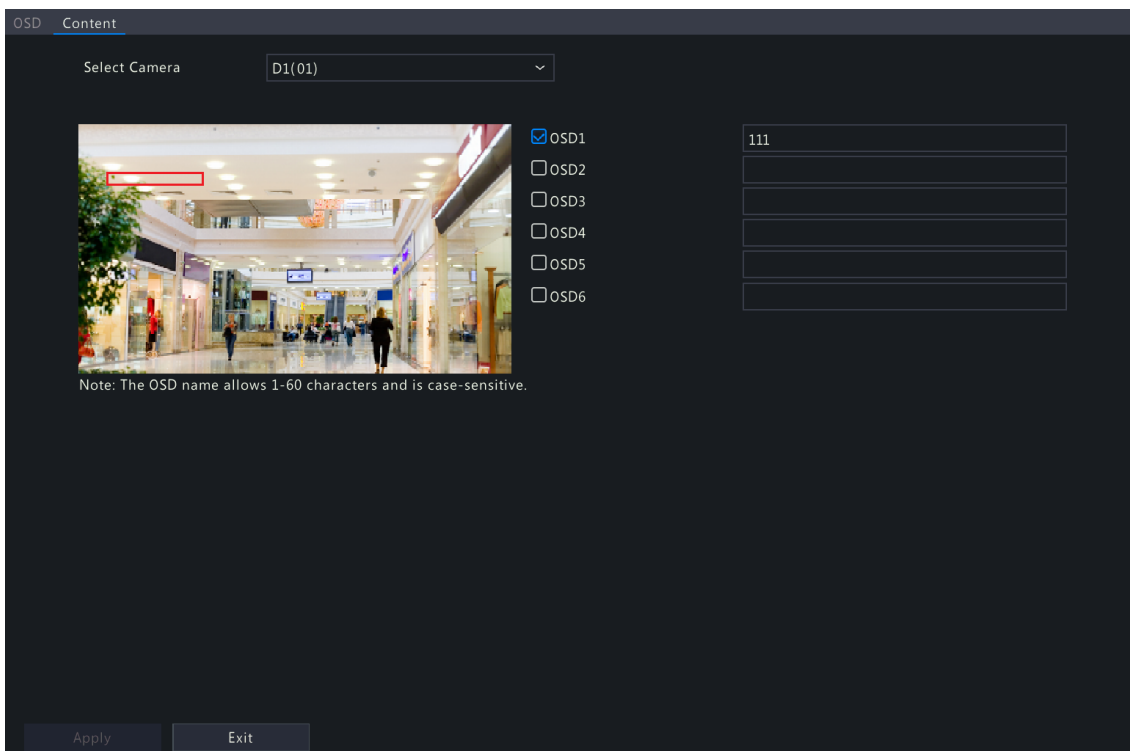 OSD Content
Select Camera D1(01)
OSD1 111
OSD2
OSD3
OSD4
OSD5
OSD6
Note: The OSD name allows 1-60 characters and is case-sensitive.
Apply Exit